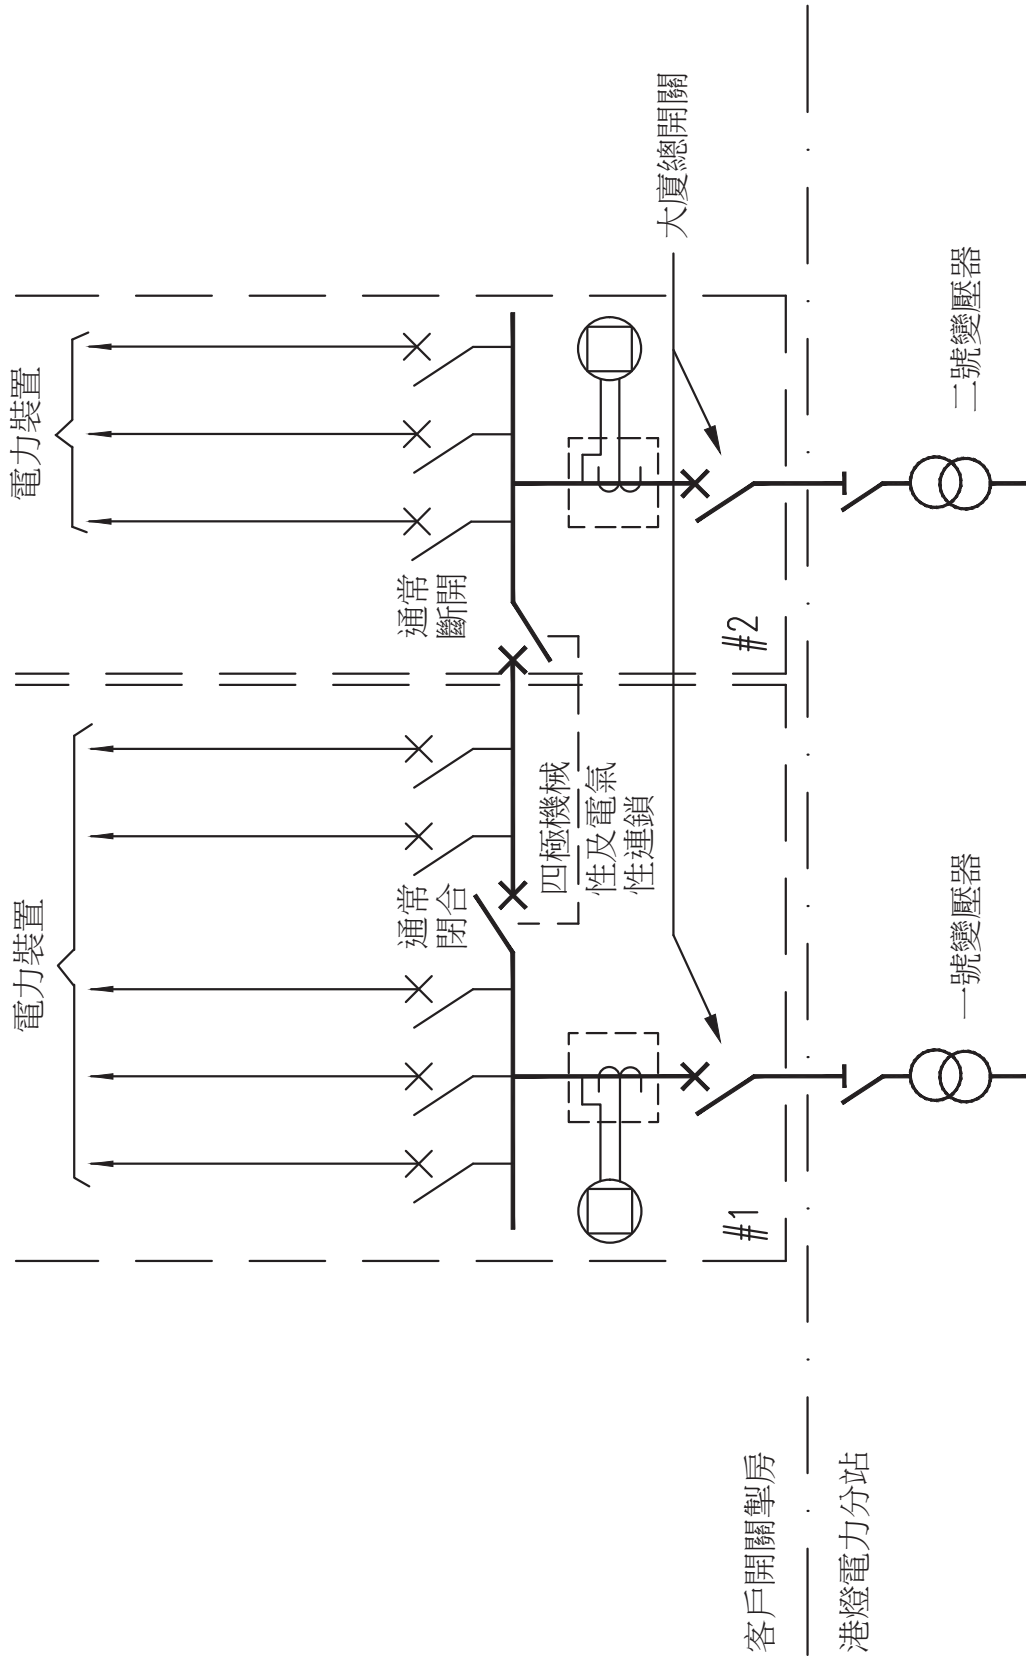 電力裝置
電力裝置
通常
閉合
通常
斷開
四極機械
性及電氣
性連鎖
大廈總開關
#1
#2
客戶開關掣房
港燈電力分站
一號變壓器
二號變壓器